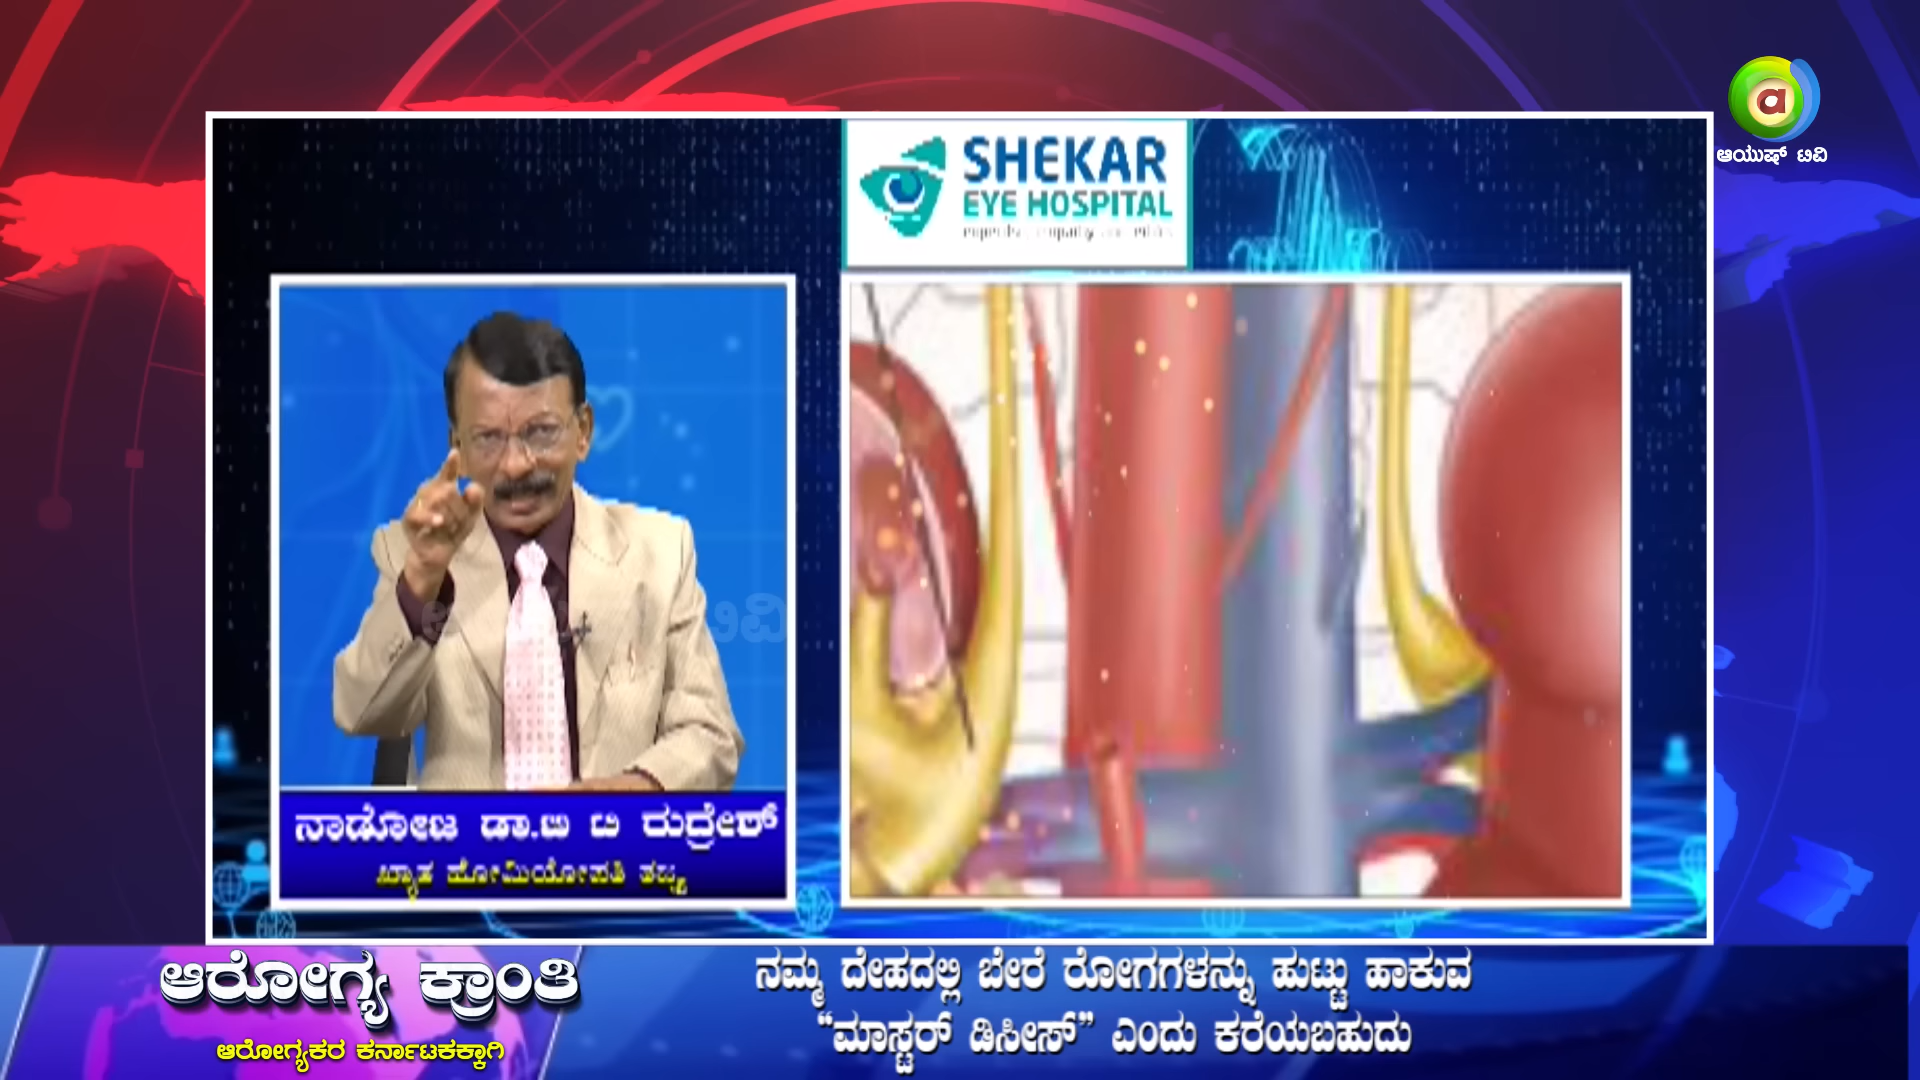 SHEKAR
EYE HOSPITAL
ಆಯುಷ್ ಟಿವಿ
ನಾಡೋಜ ಡಾ.ಟಿ ಬಿ ರುದ್ರೇಶ್
ಖ್ಯಾತ ಹೋಮಿಯೋಪತಿ ತಜ್ಞ
ಆರೋಗ್ಯ ಕ್ರಾಂತಿ
ಆರೋಗ್ಯಕರ ಕರ್ನಾಟಕಕ್ಕಾಗಿ
ನಮ್ಮ ದೇಹದಲ್ಲಿ ಬೇರೆ ರೋಗಗಳನ್ನು ಹುಟ್ಟು ಹಾಕುವ
“ಮಾಸ್ಟರ್ ಡಿಸೀಸ್” ಎಂದು ಕರೆಯಬಹುದು